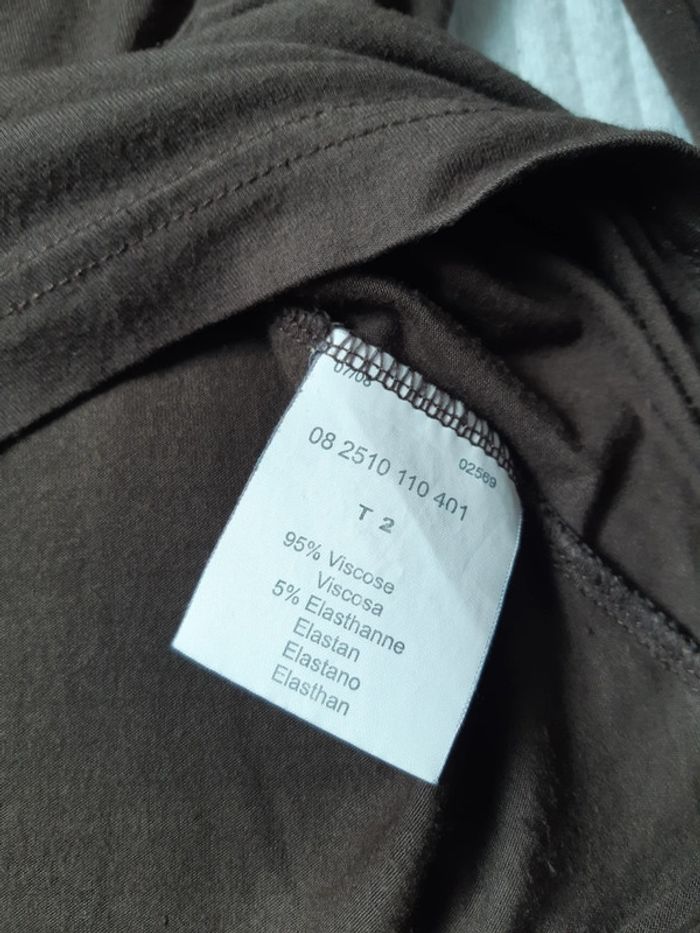 07/08
02569
08 2510 110 401
T 2
95% Viscose
Viscosa
5% Elasthanne
Elastan
Elastano
Elasthan